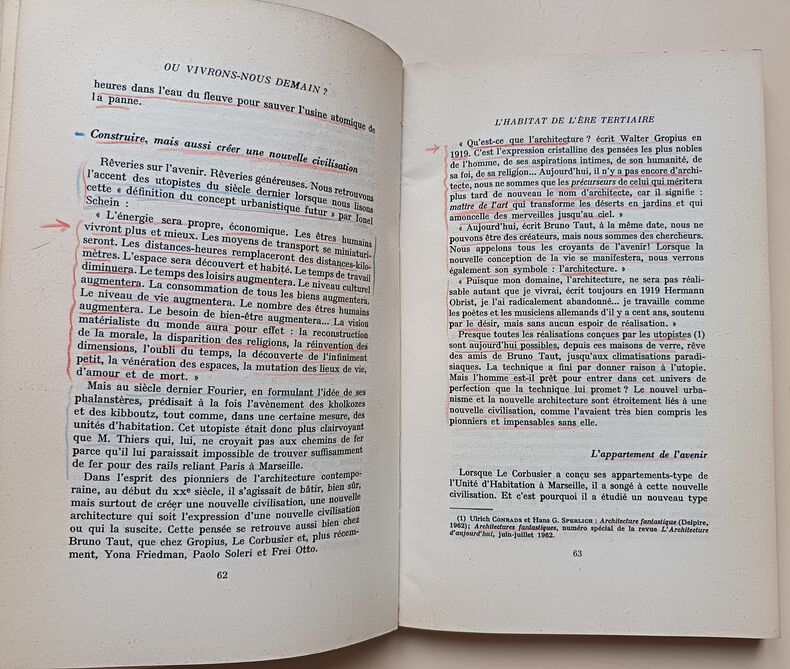 OU VIVRONS-NOUS DEMAIN ?
heures dans l'eau du fleuve pour sauver l'usine atomique de
la panne.
Construire, mais aussi créer une nouvelle civilisation
Rêveries sur l'avenir. Rêveries généreuses. Nous retrouvons
l'accent des utopistes du siècle dernier lorsque nous lisons
cette « définition du concept urbanistique futur » par Ionel
Schein :
« L'énergie sera propre, économique. Les êtres humains
vivront plus et mieux. Les moyens de transport se miniaturi-
seront. Les distances-heures remplaceront des distances-kilo-
mètres. L'espace sera découvert et habité. Le temps de travail
diminuera. Le temps des loisirs augmentera. Le niveau culturel
augmentera. La consommation de tous les biens augmentera.
Le niveau de vie augmentera. Le nombre des êtres humains
augmentera. Le besoin de bien-être augmentera... La vision
matérialiste du monde aura pour effet : la reconstruction
de la morale, la disparition des religions, la réinvention des
dimensions, l'oubli du temps, la découverte de l'infiniment
petit, la vénération des espaces, la mutation des lieux de vie,
d'amour et de mort. »
Mais au siècle dernier Fourier, en formulant l'idée de ses
phalanstères, prédisait à la fois l'avènement des kholkozes
et des kibboutz, tout comme, dans une certaine mesure, des
unités d'habitation. Cet utopiste était donc plus clairvoyant
que M. Thiers qui, lui, ne croyait pas aux chemins de fer
parce qu'il lui paraissait impossible de trouver suffisamment
de fer pour des rails reliant Paris à Marseille.
Dans l'esprit des pionniers de l'architecture contempo-
raine, au début du XXe siècle, il s'agissait de bâtir, bien sûr,
mais surtout de créer une nouvelle civilisation, une nouvelle
architecture qui soit l'expression d'une nouvelle civilisation
ou qui la suscite. Cette pensée se retrouve aussi bien chez
Bruno Taut, que chez Gropius, Le Corbusier et, plus récem-
ment, Yona Friedman, Paolo Soleri et Frei Otto.
62
L'HABITAT DE L'ÈRE TERTIAIRE
« Qu'est-ce que l'architecture ? écrit Walter Gropius en
1919. C'est l'expression cristalline des pensées les plus nobles
de l'homme, de ses aspirations intimes, de son humanité, de
sa foi, de sa religion... Aujourd'hui, il n'y a pas encore d'archi-
tecte, nous ne sommes que les précurseurs de celui qui méritera
plus tard de nouveau le nom d'architecte, car il signifie :
maître de l'art qui transforme les déserts en jardins et qui
amoncelle des merveilles jusqu'au ciel. »
« Aujourd'hui, écrit Bruno Taut, à la même date, nous ne
pouvons être des créateurs, mais nous sommes des chercheurs.
Nous appelons tous les croyants de l'avenir! Lorsque la
nouvelle conception de la vie se manifestera, nous verrons
également son symbole : l'architecture. »
« Puisque mon domaine, l'architecture, ne sera pas réali-
sable autant que je vivrai, écrit toujours en 1919 Hermann
Obrist, je l'ai radicalement abandonné... je travaille comme
les poètes et les musiciens allemands d'il y a cent ans, soutenu
par le désir, mais sans aucun espoir de réalisation. »
Presque toutes les réalisations conçues par les utopistes (1)
sont aujourd'hui possibles, depuis ces maisons de verre, rêve
des amis de Bruno Taut, jusqu'aux climatisations paradi-
siaques. La technique a fini par donner raison à l'utopie.
Mais l'homme est-il prêt pour entrer dans cet univers de
perfection que la technique lui promet ? Le nouvel urba-
nisme et la nouvelle architecture sont étroitement liés à une
nouvelle civilisation, comme l'avaient très bien compris les
pionniers et impensables sans elle.
L'appartement de l'avenir
Lorsque Le Corbusier a conçu ses appartements-type de
l'Unité d'Habitation à Marseille, il a songé à cette nouvelle
civilisation. Et c'est pourquoi il a étudié un nouveau type
(1) Ulrich CONRADS et Hans G. SPERLICH : Architecture fantastique (Delpire,
1962); Architectures fantastiques, numéro spécial de la revue L'Architecture
d'aujourd'hui, juin-juillet 1962.
63